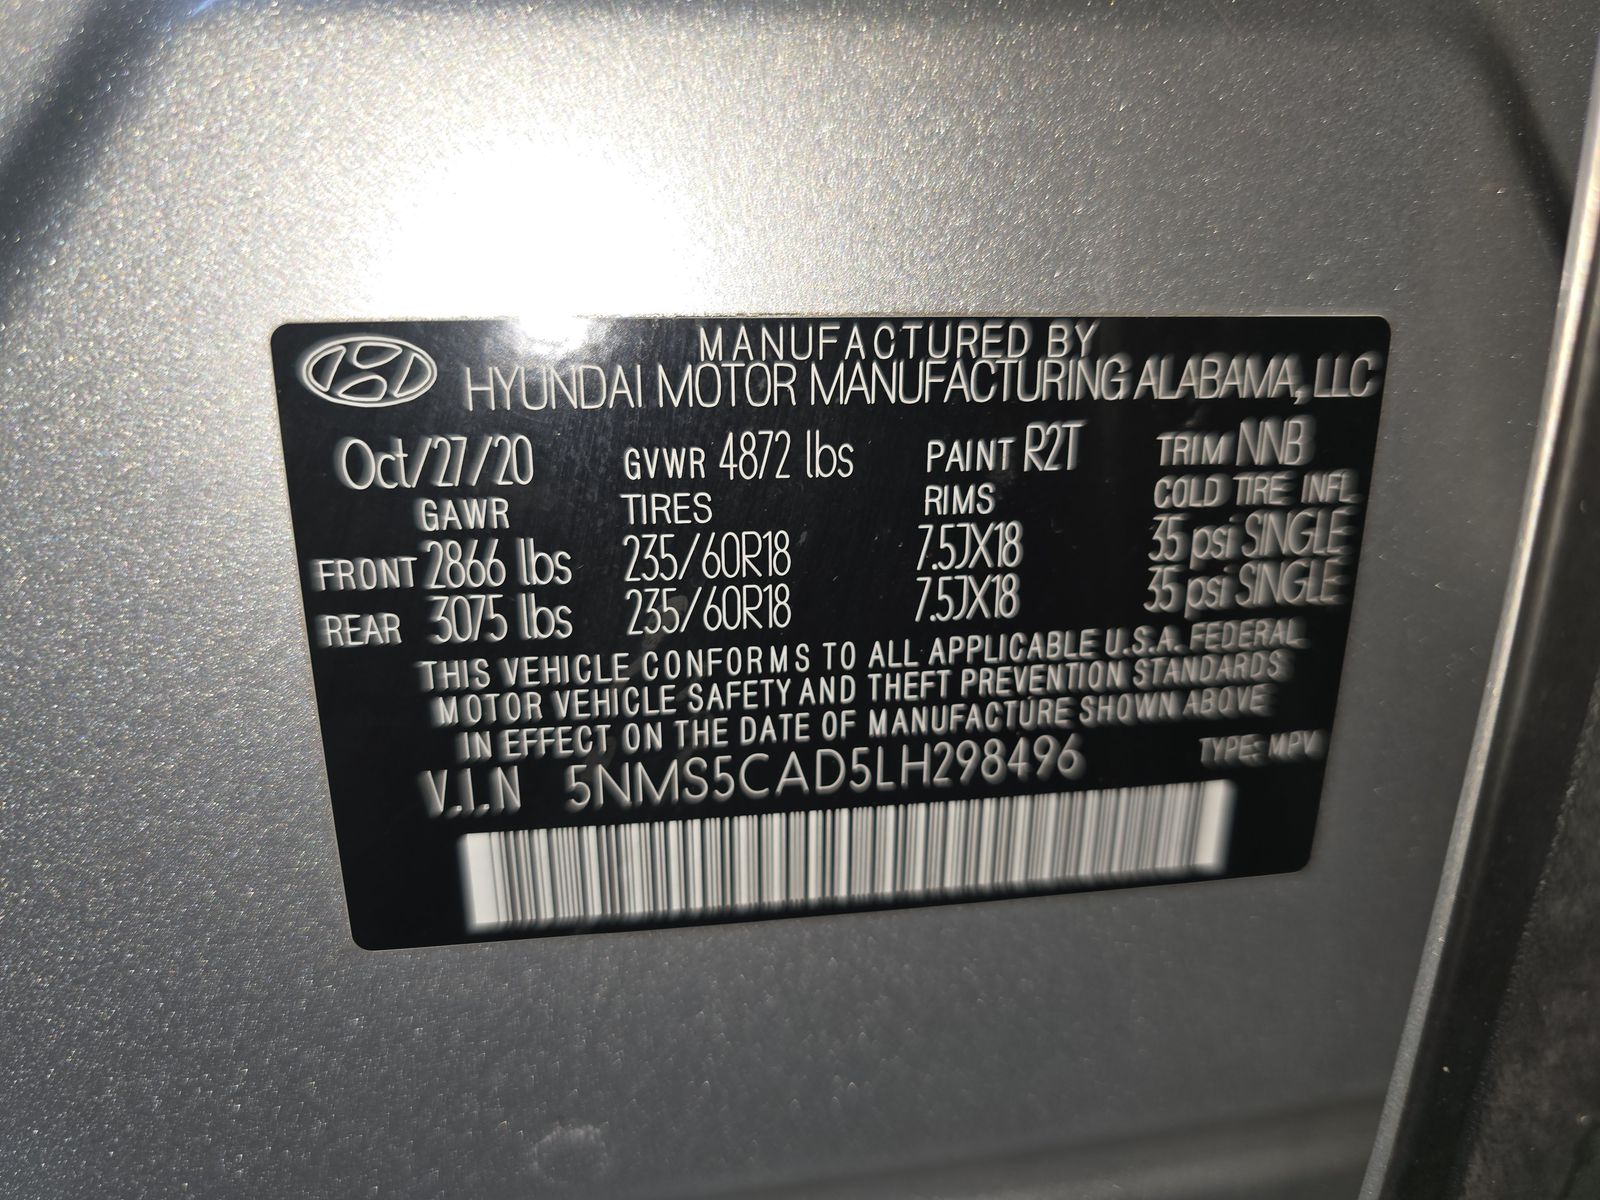 MANUFACTURED BY
HYUNDAI MOTOR MANUFACTURING ALABAMA, LLC
Oct/27/20 GVWR 4872 lbs PAINT R2T TRIM NNB
GAWR TIRES RIMS COLD TIRE INFL
FRONT 2866 lbs 235/60R18 7.5JX18 35 psi SINGLE
REAR 3075 lbs 235/60R18 7.5JX18 35 psi SINGLE
THIS VEHICLE CONFORMS TO ALL APPLICABLE U.S.A. FEDERAL
MOTOR VEHICLE SAFETY AND THEFT PREVENTION STANDARDS
IN EFFECT ON THE DATE OF MANUFACTURE SHOWN ABOVE
V.I.N 5NMS5CAD5LH298496 TYPE: MPV